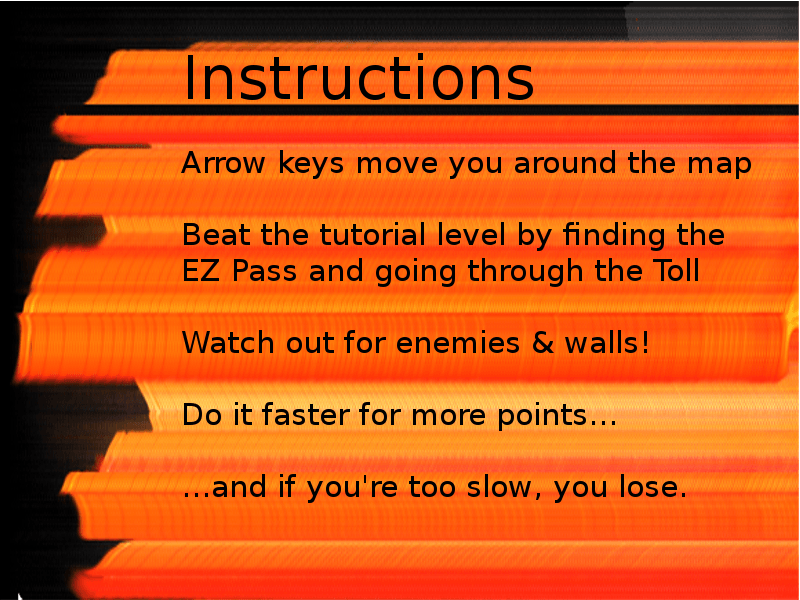 Instructions
Arrow keys move you around the map
Beat the tutorial level by finding the
EZ Pass and going through the Toll
Watch out for enemies & walls!
Do it faster for more points...
...and if you're too slow, you lose.